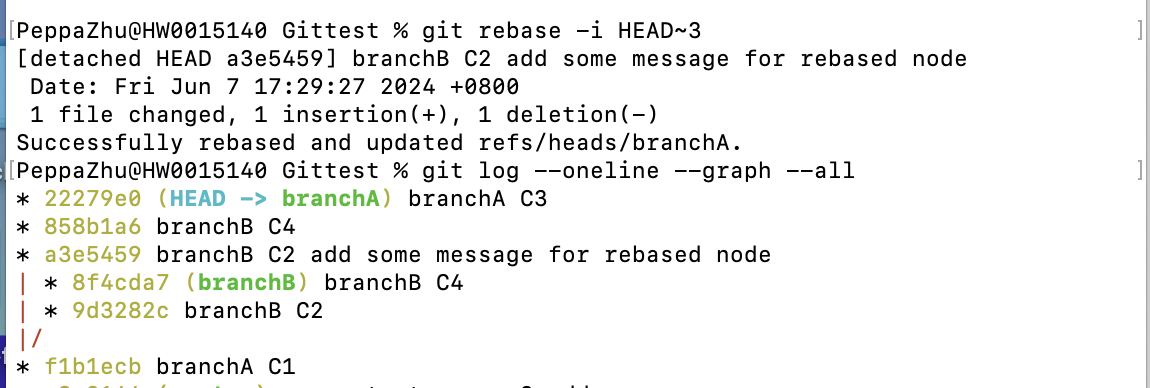 [PeppaZhu@HW0015140 Gittest % git rebase -i HEAD~3 ]
[detached HEAD a3e5459] branchB C2 add some message for rebased node
Date: Fri Jun 7 17:29:27 2024 +0800
1 file changed, 1 insertion(+), 1 deletion(-)
Successfully rebased and updated refs/heads/branchA.
[PeppaZhu@HW0015140 Gittest % git log --oneline --graph --all ]
* 22279e0 (HEAD -> branchA) branchA C3
* 858b1a6 branchB C4
* a3e5459 branchB C2 add some message for rebased node
| * 8f4cda7 (branchB) branchB C4
| * 9d3282c branchB C2
|/
* f1b1ecb branchA C1